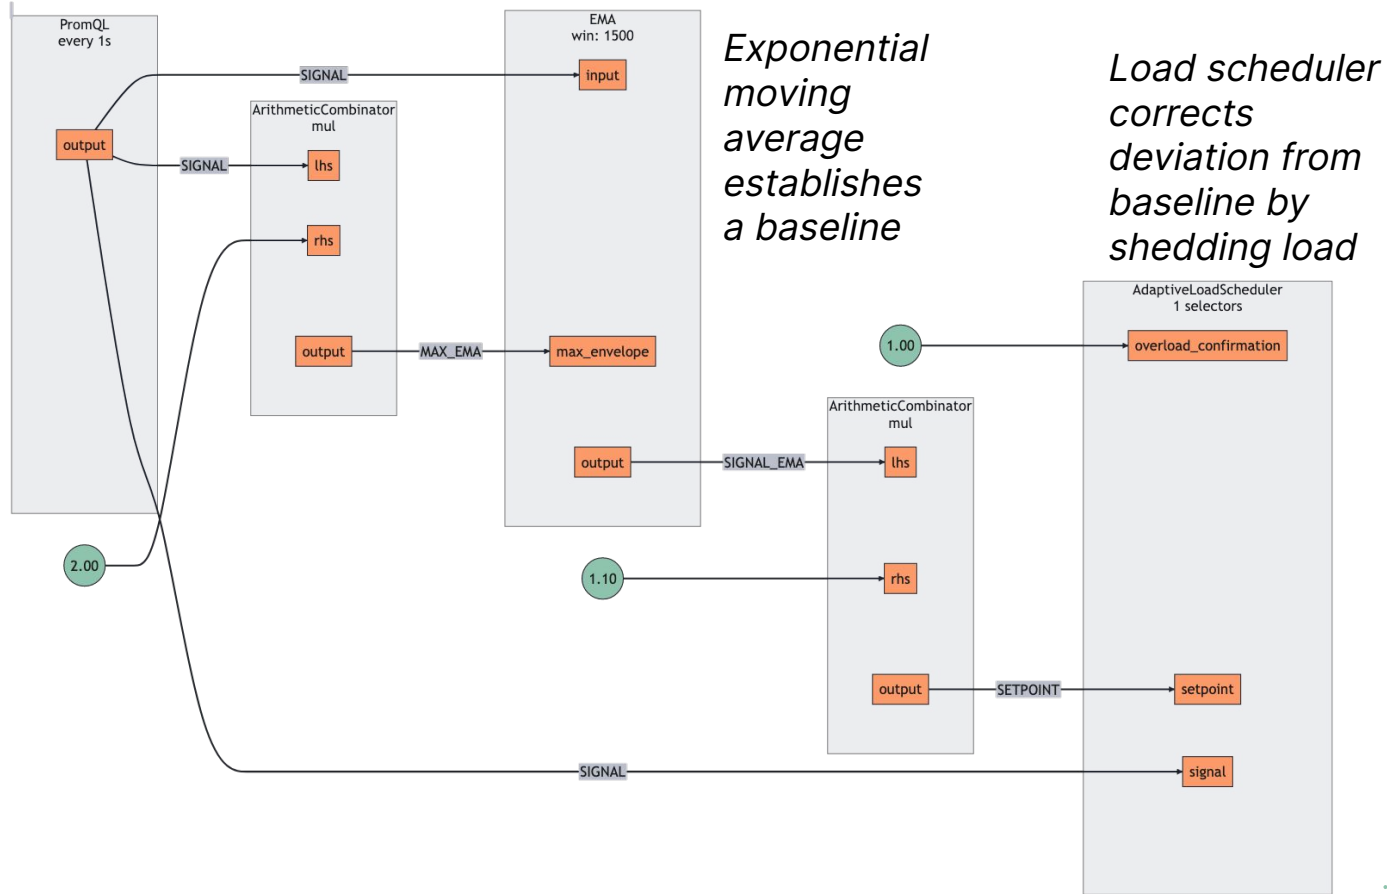 PromQL
every 1s
output
SIGNAL
SIGNAL
ArithmeticCombinator
mul
lhs
rhs
output
MAX_EMA
2.00
EMA
win: 1500
input
max_envelope
output
SIGNAL_EMA
1.10
Exponential
moving
average
establishes
a baseline
Load scheduler
corrects
deviation from
baseline by
shedding load
ArithmeticCombinator
mul
lhs
rhs
output
SETPOINT
1.00
AdaptiveLoadScheduler
1 selectors
overload_confirmation
setpoint
signal
SIGNAL